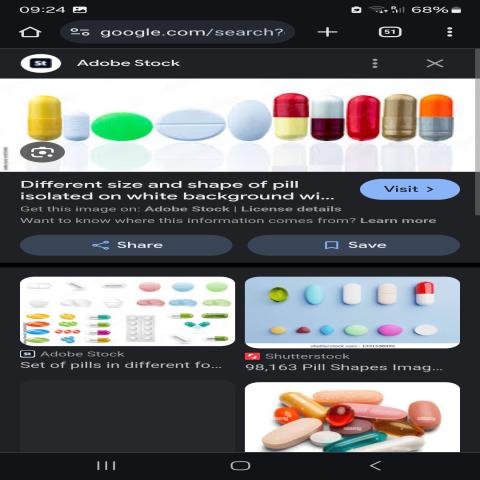 09:24
68%
google.com/search?
51
St
Adobe Stock
Different size and shape of pill
isolated on white background wi...
Visit >
Get this image on: Adobe Stock | License details
Want to know where this information comes from? Learn more
Share
Save
St Adobe Stock
Set of pills in different fo...
Shutterstock
98,163 Pill Shapes Imag...